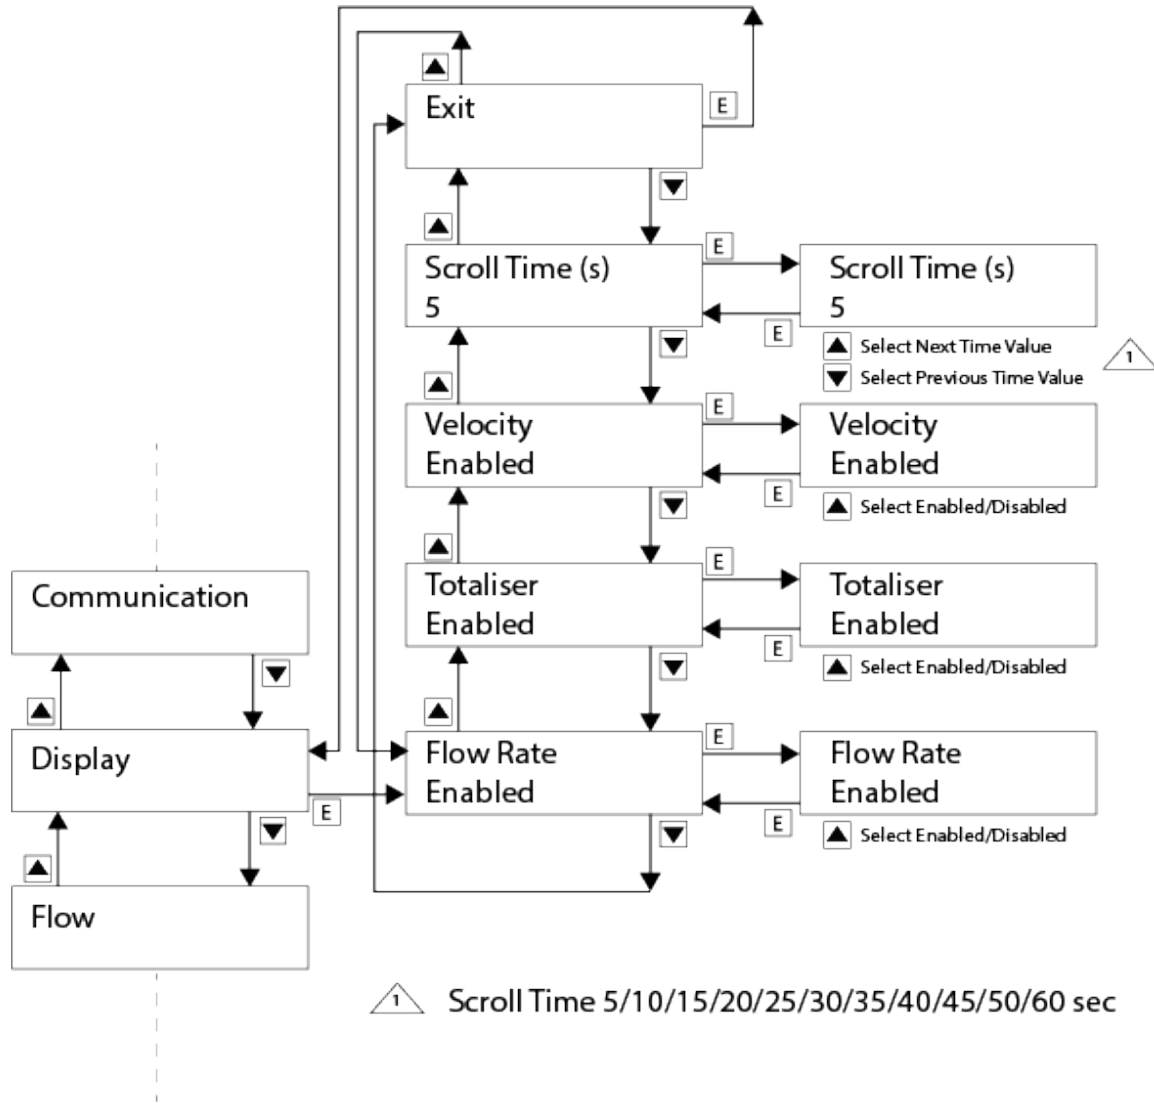 Exit
E
Scroll Time (s)
5
E
E
Scroll Time (s)
5
Select Next Time Value
Select Previous Time Value
1
Velocity
Enabled
E
E
Velocity
Enabled
Select Enabled/Disabled
Totaliser
Enabled
E
E
Totaliser
Enabled
Select Enabled/Disabled
Communication
Display
E
Flow Rate
Enabled
E
E
Flow Rate
Enabled
Select Enabled/Disabled
Flow
1 Scroll Time 5/10/15/20/25/30/35/40/45/50/60 sec